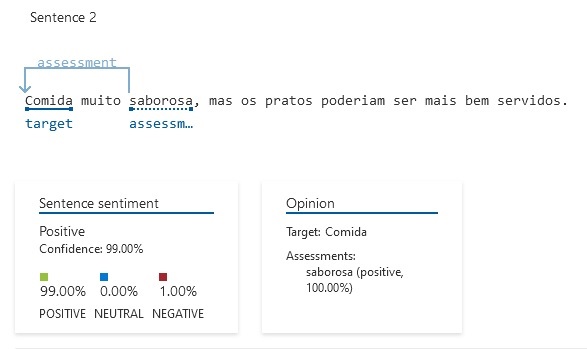 Sentence 2
assessment
Comida muito saborosa, mas os pratos poderiam ser mais bem servidos.
target assessm…
Sentence sentiment
Positive
Confidence: 99.00%
99.00% 0.00% 1.00%
POSITIVE NEUTRAL NEGATIVE
Opinion
Target: Comida
Assessments:
saborosa (positive,
100.00%)